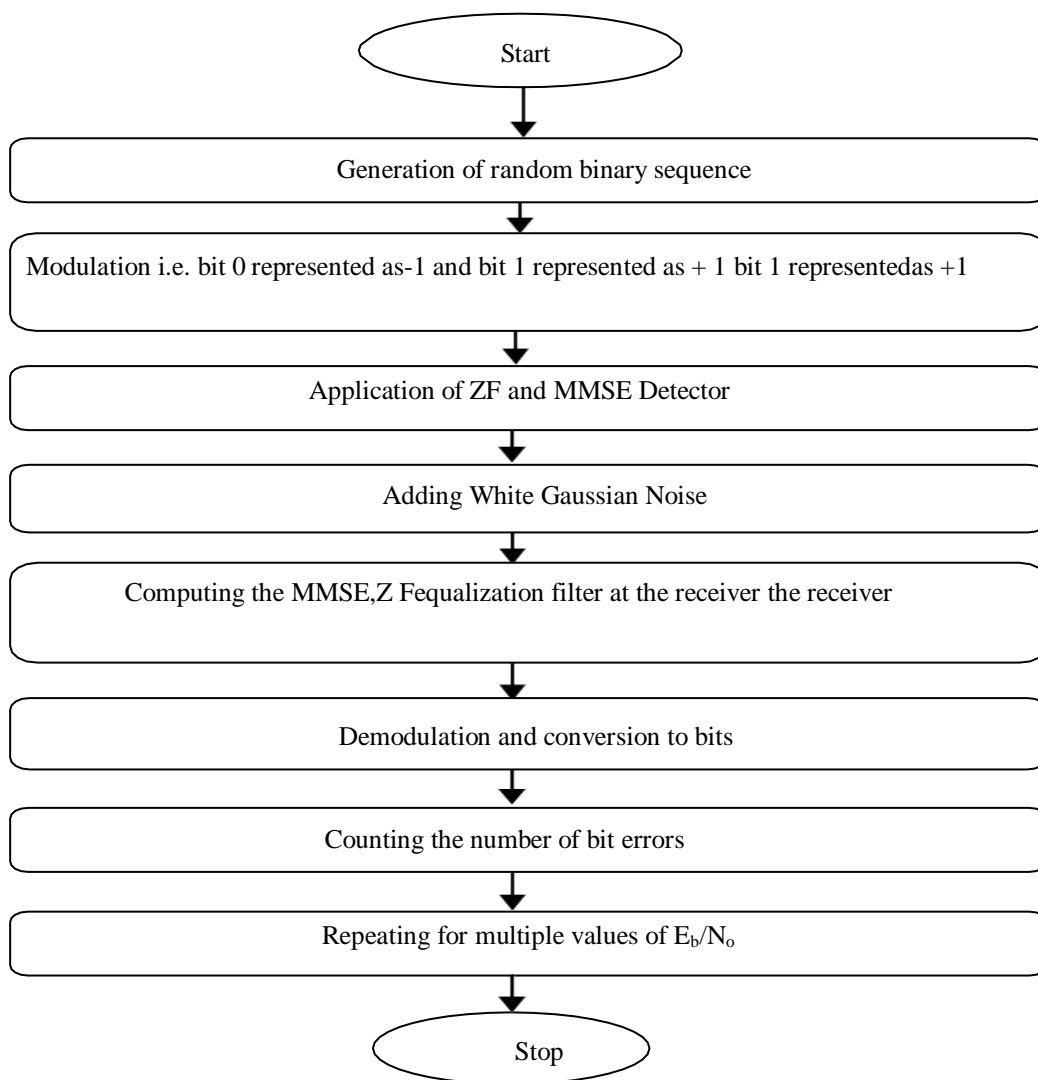 Start
Generation of random binary sequence
Modulation i.e. bit 0 represented as-1 and bit 1 represented as + 1 bit 1 representedas +1
Application of ZF and MMSE Detector
Adding White Gaussian Noise
Computing the MMSE,Z Fequalization filter at the receiver the receiver
Demodulation and conversion to bits
Counting the number of bit errors
Repeating for multiple values of E_b/N_o
Stop